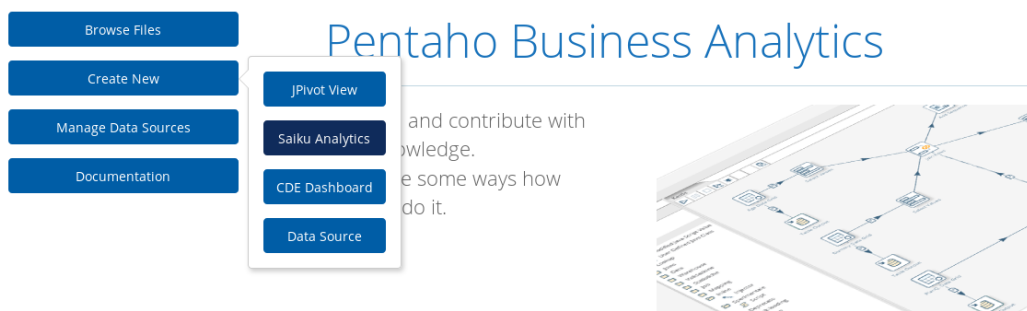 Browse Files
Create New
Manage Data Sources
Documentation
JPivot View
Saiku Analytics
CDE Dashboard
Data Source
Pentaho Business Analytics
and contribute with
some ways how
do it.